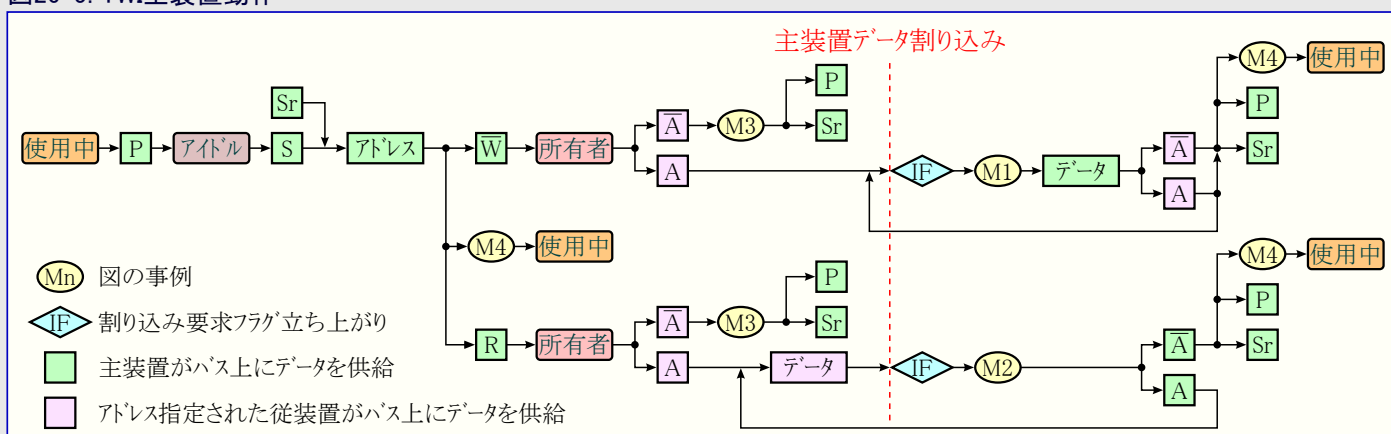 主装置データ割り込み
M4 使用中
P
Sr
P
A̅ M3 Sr
使用中 P アイドル S アドレス W̅ 所有者
A
IF M1 データ A̅ Sr
A
M4 使用中
M4 使用中
Mn 図の事例
IF 割り込み要求フラグ立ち上がり
主装置がバス上にデータを供給
アドレス指定された従装置がバス上にデータを供給
P
A̅ M3 Sr
R 所有者
A データ IF M2
P
A̅ Sr
A